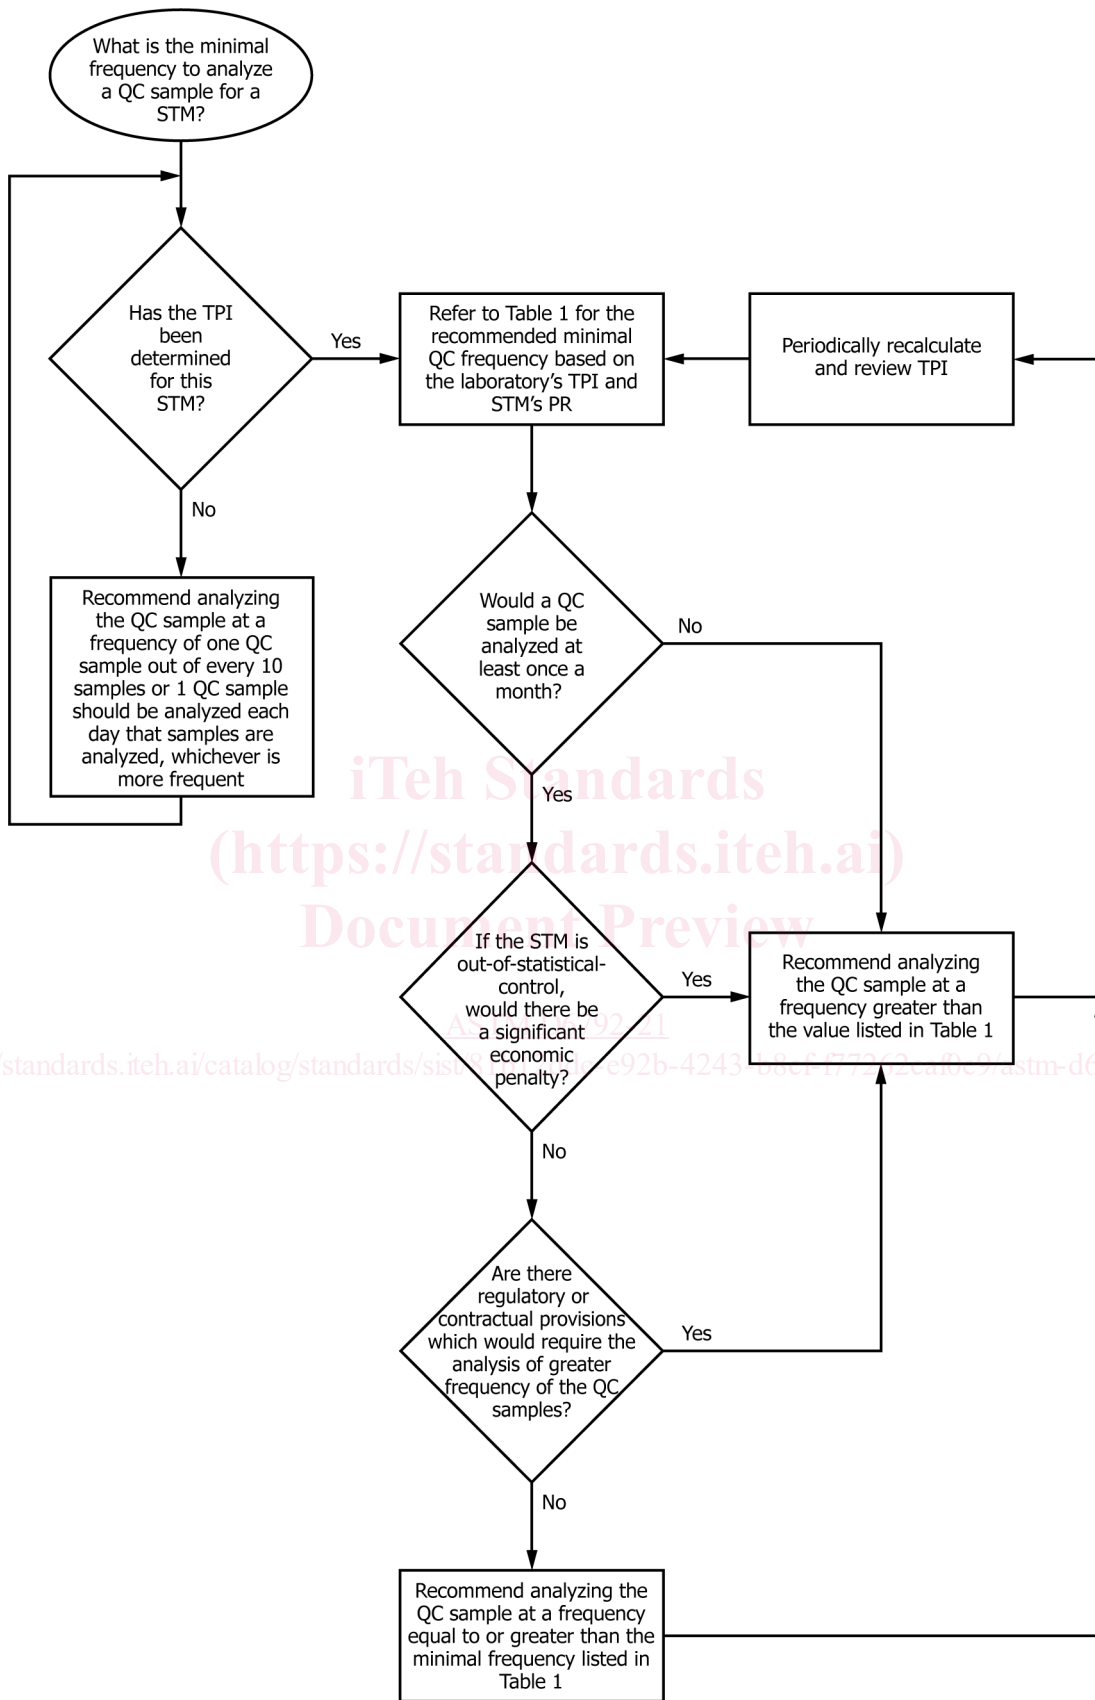 What is the minimal
frequency to analyze
a QC sample for a
STM?
Has the TPI
been
determined
for this
STM?
Yes
Refer to Table 1 for the
recommended minimal
QC frequency based on
the laboratory's TPI and
STM's PR
Periodically recalculate
and review TPI
No
Recommend analyzing
the QC sample at a
frequency of one QC
sample out of every 10
samples or 1 QC sample
should be analyzed each
day that samples are
analyzed, whichever is
more frequent
Would a QC
sample be
analyzed at
least once a
month?
No
Yes
iTeh Standards
(https://standards.iteh.ai)
Document Preview
If the STM is
out-of-statistical-
control,
would there be
a significant
economic
penalty?
Yes
Recommend analyzing
the QC sample at a
frequency greater than
the value listed in Table 1
No
Are there
regulatory or
contractual provisions
which would require the
analysis of greater
frequency of the QC
samples?
Yes
No
Recommend analyzing the
QC sample at a frequency
equal to or greater than the
minimal frequency listed in
Table 1